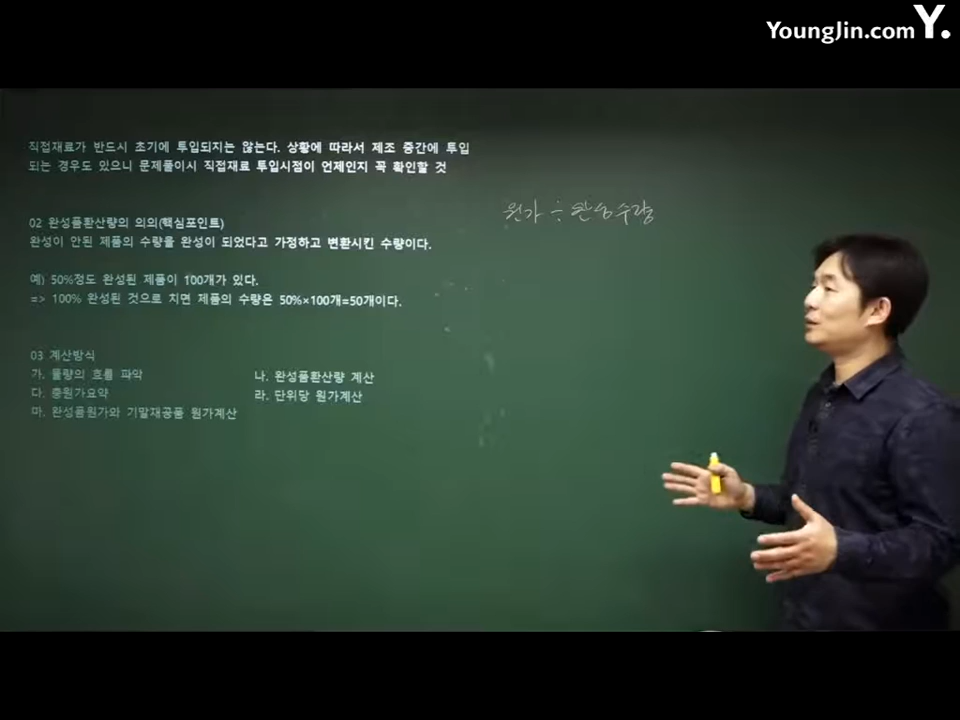 YoungJin.com Y.
직접재료가 반드시 초기에 투입되지는 않는다. 상황에 따라서 제조 중간에 투입
되는 경우도 있으니 문제풀이시 직접재료 투입시점이 언제인지 꼭 확인할 것
02 완성품환산량의 의의(핵심포인트)
완성이 안된 제품의 수량을 완성이 되었다고 가정하고 변환시킨 수량이다.
예) 50%정도 완성된 제품이 100개가 있다.
=> 100% 완성된 것으로 치면 제품의 수량은 50%×100개=50개이다.
03 계산방식
가. 물량의 흐름 파악
나. 완성품환산량 계산
다. 총원가요약
라. 단위당 원가계산
마. 완성품원가와 기말재공품 원가계산
원가 ÷ 완성수량